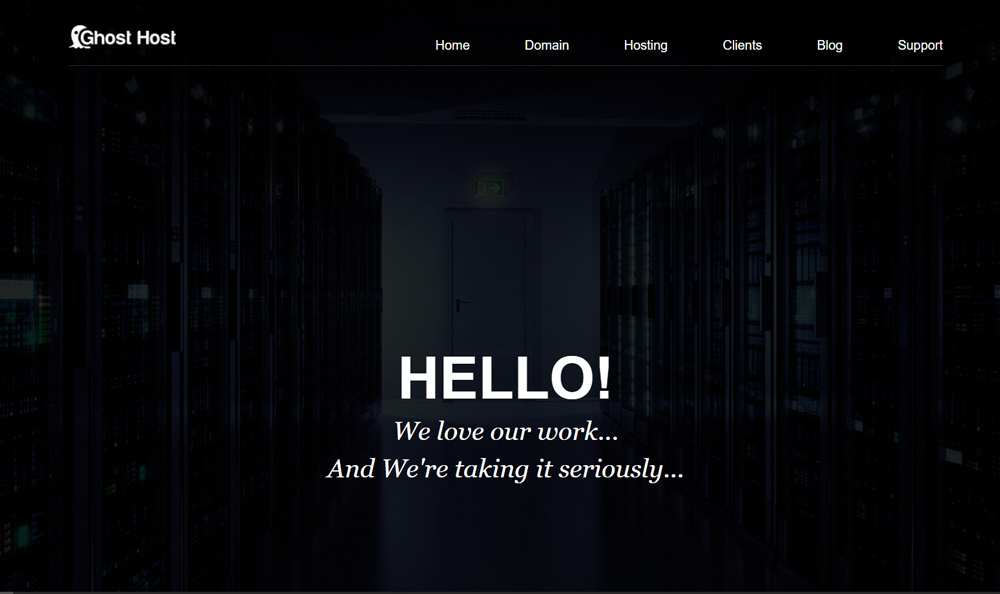 Ghost Host
Home Domain Hosting Clients Blog Support
HELLO!
We love our work...
And We're taking it seriously...